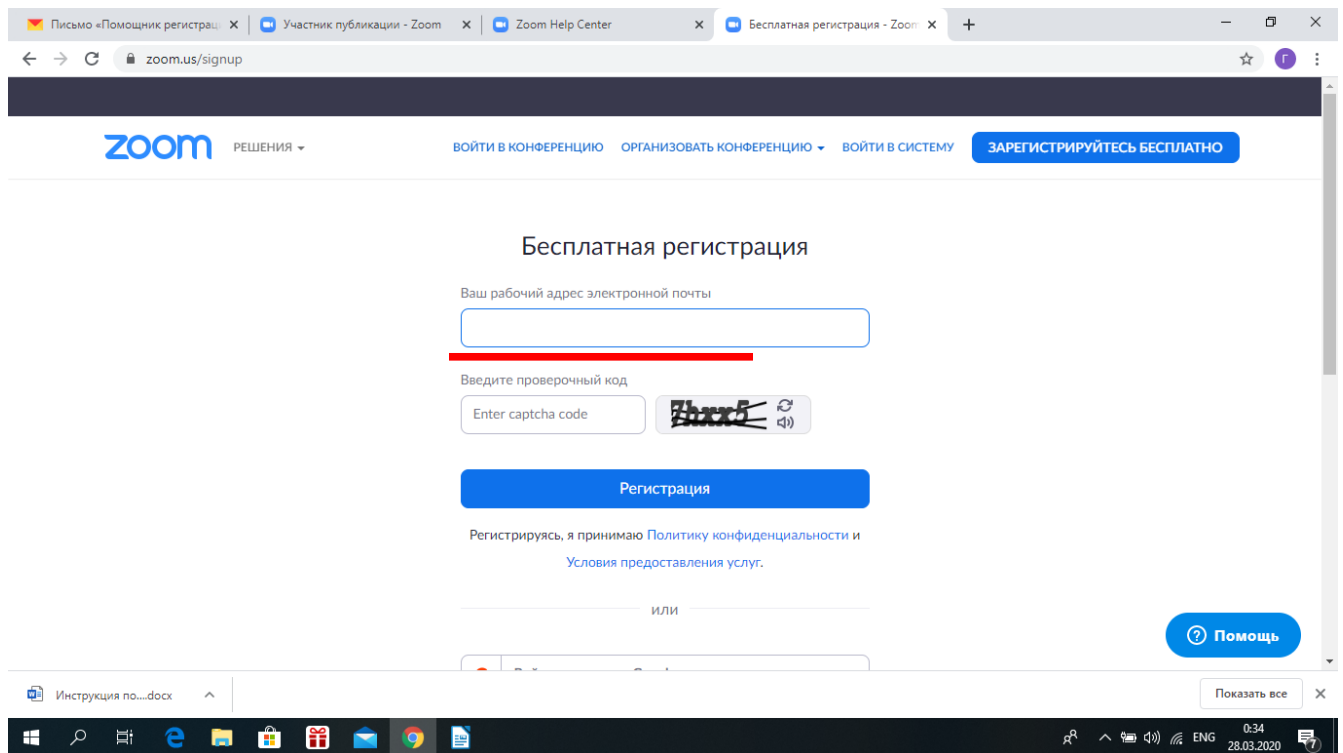 Письмо «Помощник регистрац
Участник публикации - Zoom
Zoom Help Center
Бесплатная регистрация - Zoom
zoom.us/signup
Г
zoom
РЕШЕНИЯ
ВОЙТИ В КОНФЕРЕНЦИЮ
ОРГАНИЗОВАТЬ КОНФЕРЕНЦИЮ
ВОЙТИ В СИСТЕМУ
ЗАРЕГИСТРИРУЙТЕСЬ БЕСПЛАТНО
Бесплатная регистрация
Ваш рабочий адрес электронной почты
Введите проверочный код
Enter captcha code
7hxx5
Регистрация
Регистрируясь, я принимаю Политику конфиденциальности и
Условия предоставления услуг.
или
Помощь
Инструкция по....docx
Показать все
ENG
0:34
28.03.2020
7